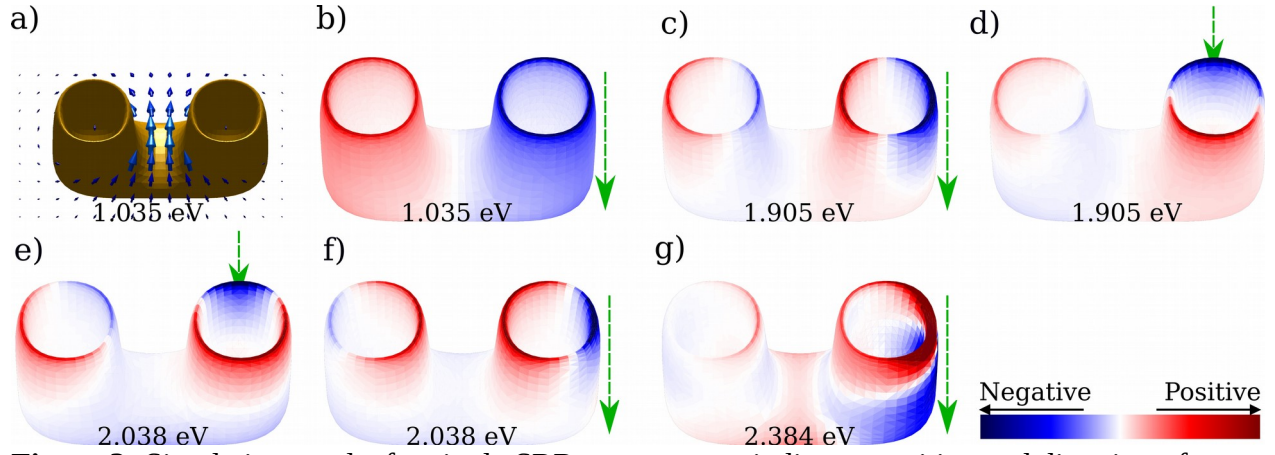 a)
b)
c)
d)
1.035 eV
1.035 eV
1.905 eV
1.905 eV
e)
f)
g)
Negative Positive
2.038 eV
2.038 eV
2.384 eV